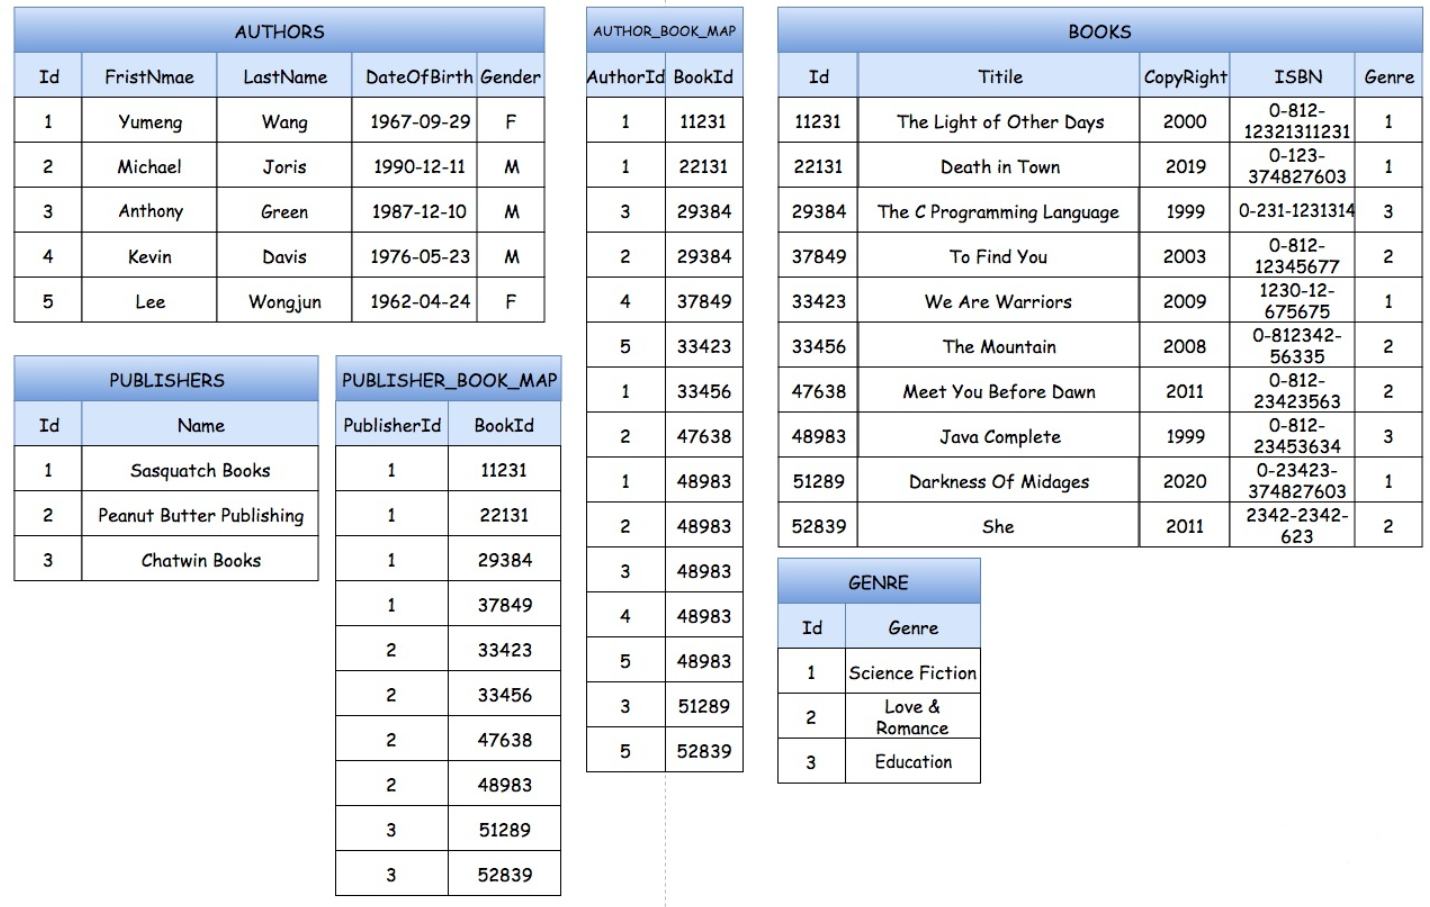 AUTHORS
Id FristNmae LastName DateOfBirth Gender
1 Yumeng Wang 1967-09-29 F
2 Michael Joris 1990-12-11 M
3 Anthony Green 1987-12-10 M
4 Kevin Davis 1976-05-23 M
5 Lee Wongjun 1962-04-24 F
PUBLISHERS
Id Name
1 Sasquatch Books
2 Peanut Butter Publishing
3 Chatwin Books
PUBLISHER_BOOK_MAP
PublisherId BookId
1 11231
1 22131
1 29384
1 37849
2 33423
2 33456
2 47638
2 48983
3 51289
3 52839
AUTHOR_BOOK_MAP
AuthorId BookId
1 11231
1 22131
3 29384
2 29384
4 37849
5 33423
1 33456
2 47638
1 48983
2 48983
3 48983
4 48983
5 48983
3 51289
5 52839
BOOKS
Id Titile CopyRight ISBN Genre
11231 The Light of Other Days 2000 0-812-
12321311231 1
22131 Death in Town 2019 0-123-
374827603 1
29384 The C Programming Language 1999 0-231-1231314 3
37849 To Find You 2003 0-812-
12345677 2
33423 We Are Warriors 2009 1230-12-
675675 1
33456 The Mountain 2008 0-812342-
56335 2
47638 Meet You Before Dawn 2011 0-812-
23423563 2
48983 Java Complete 1999 0-812-
23453634 3
51289 Darkness Of Midages 2020 0-23423-
374827603 1
52839 She 2011 2342-2342-
623 2
GENRE
Id Genre
1 Science Fiction
2 Love &
Romance
3 Education